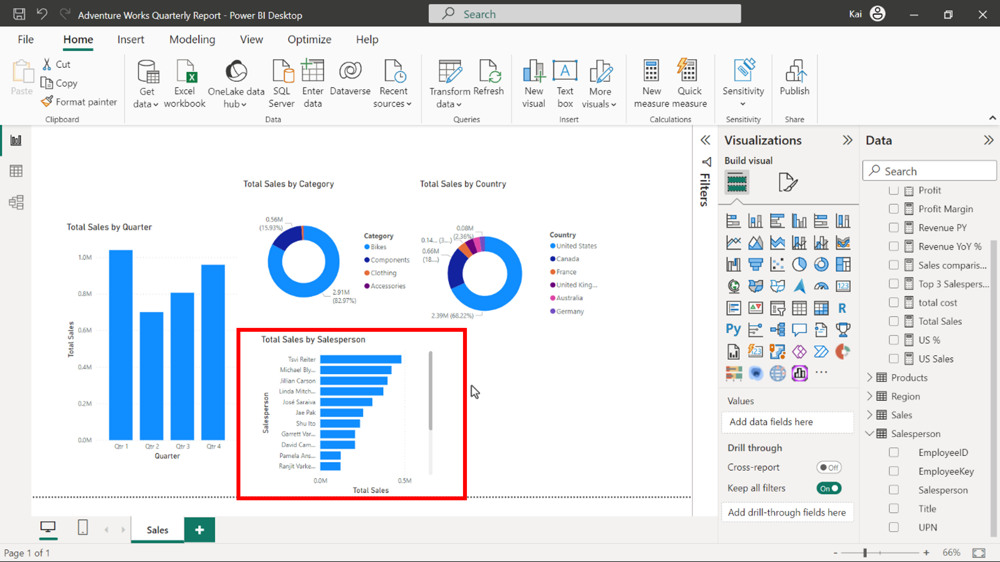 Adventure Works Quarterly Report - Power BI Desktop
Search
Kai
File Home Insert Modeling View Optimize Help
Paste
Cut
Copy
Format painter
Clipboard
Get data
Excel workbook
OneLake data hub
SQL Server
Enter data
Dataverse
Recent sources
Data
Transform data
Refresh
Queries
New visual
Text box
More visuals
Insert
New measure
Quick measure
Calculations
Sensitivity
Sensitivity
Publish
Share
Total Sales by Quarter
Total Sales
1.0M
0.8M
0.6M
0.4M
0.2M
0.0M
Qtr 1 Qtr 2 Qtr 3 Qtr 4
Quarter
Total Sales by Category
0.56M
(15.93%)
2.91M
(82.97%)
Category
Bikes
Components
Clothing
Accessories
Total Sales by Country
0.08M
(2.36%)
0.14... (3....)
0.66M
(18....)
2.39M (68.22%)
Country
United States
Canada
France
United King...
Australia
Germany
Total Sales by Salesperson
Salesperson
Tsvi Reiter
Michael Bly...
Jillian Carson
Linda Mitch...
José Saraiva
Jae Pak
Shu Ito
Garrett Var...
David Cam...
Pamela Ans...
Ranjit Varke...
0.0M 0.5M
Total Sales
Filters
Visualizations
Build visual
123
R
Py
123
...
Values
Add data fields here
Drill through
Cross-report
Off
Keep all filters
On
Add drill-through fields here
Data
Search
Profit
Profit Margin
Revenue PY
Revenue YoY %
Sales comparis...
Top 3 Salespers...
total cost
Total Sales
US %
US Sales
Products
Region
Sales
Salesperson
EmployeeID
EmployeeKey
Salesperson
Title
UPN
Sales
+
Page 1 of 1
- + 66%